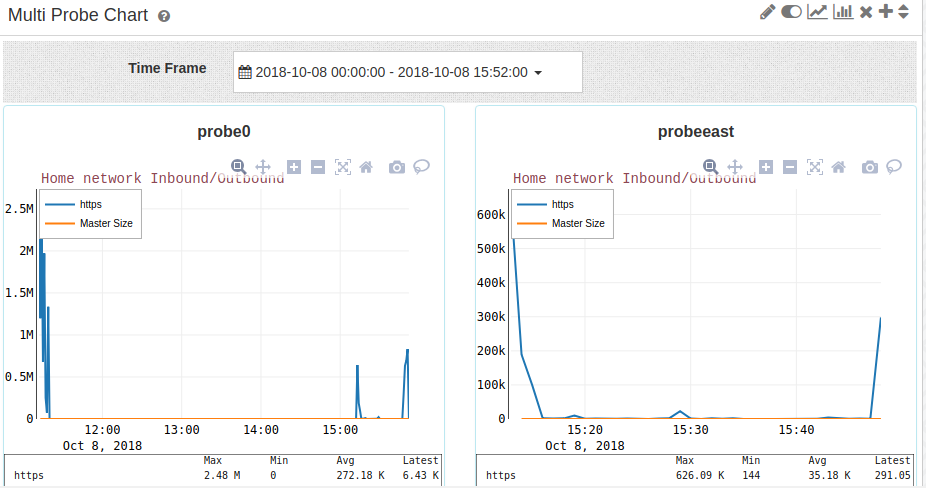 Multi Probe Chart ?
Time Frame
2018-10-08 00:00:00 - 2018-10-08 15:52:00
probe0
Home network Inbound/Outbound
https
Master Size
2.5M
2M
1.5M
1M
0.5M
0
12:00 13:00 14:00 15:00
Oct 8, 2018
Max Min Avg Latest
https 2.48 M 0 272.18 K 6.43 K
probeeast
Home network Inbound/Outbound
https
Master Size
600k
500k
400k
300k
200k
100k
0
15:20 15:30 15:40
Oct 8, 2018
Max Min Avg Latest
https 626.09 K 144 35.18 K 291.05